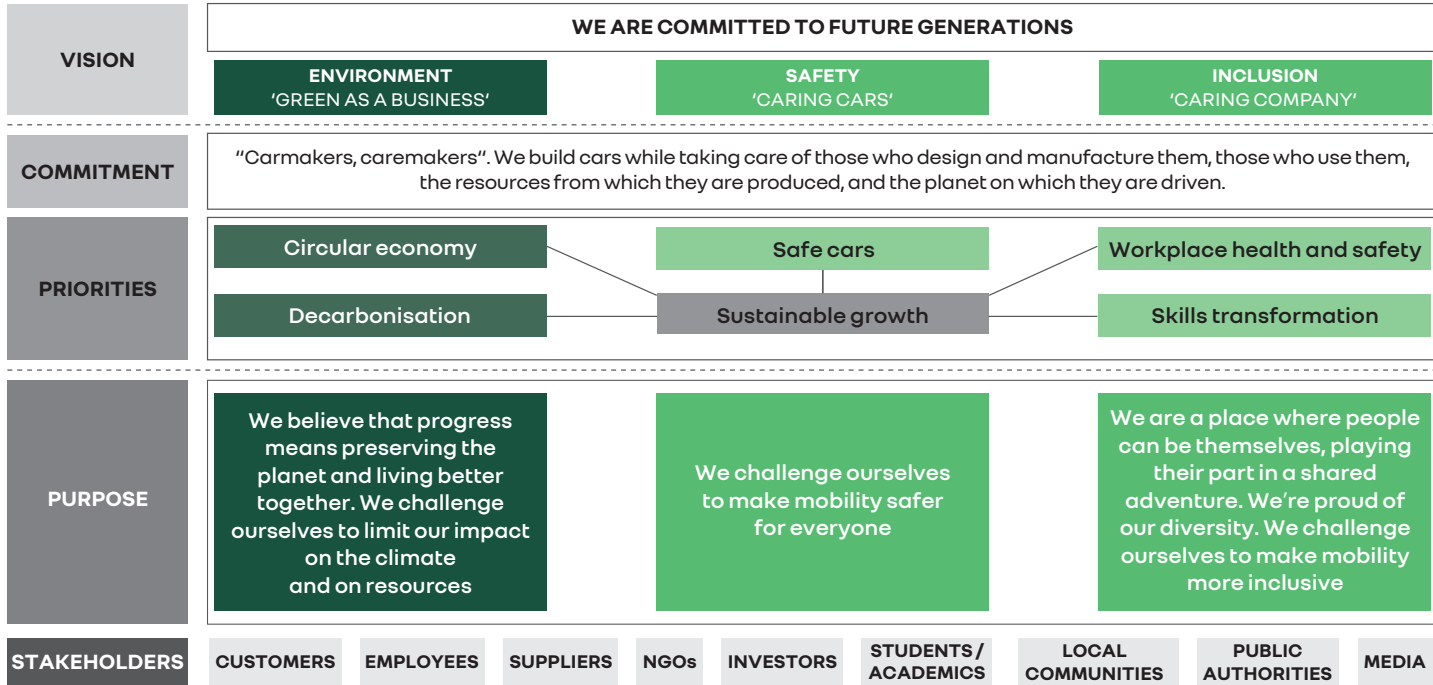 VISION
WE ARE COMMITTED TO FUTURE GENERATIONS
ENVIRONMENT
‘GREEN AS A BUSINESS‘
SAFETY
‘CARING CARS‘
INCLUSION
‘CARING COMPANY‘
COMMITMENT
“Carmakers, caremakers“. We build cars while taking care of those who design and manufacture them, those who use them,
the resources from which they are produced, and the planet on which they are driven.
PRIORITIES
Circular economy
Safe cars
Workplace health and safety
Decarbonisation
Sustainable growth
Skills transformation
PURPOSE
We believe that progress
means preserving the
planet and living better
together. We challenge
ourselves to limit our impact
on the climate
and on resources
We challenge ourselves
to make mobility safer
for everyone
We are a place where people
can be themselves, playing
their part in a shared
adventure. We’re proud of
our diversity. We challenge
ourselves to make mobility
more inclusive
STAKEHOLDERS
CUSTOMERS
EMPLOYEES
SUPPLIERS
NGOs
INVESTORS
STUDENTS /
ACADEMICS
LOCAL
COMMUNITIES
PUBLIC
AUTHORITIES
MEDIA